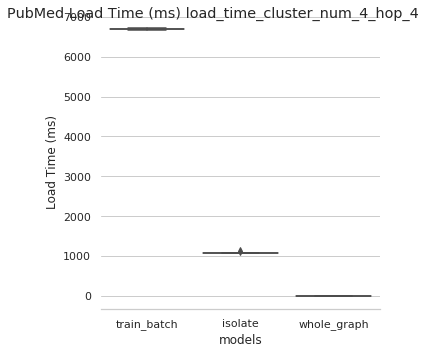 PubMed Load Time (ms) load_time_cluster_num_4_hop_4
7000
6000
5000
4000
3000
2000
1000
0
Load Time (ms)
train_batch isolate whole_graph
models